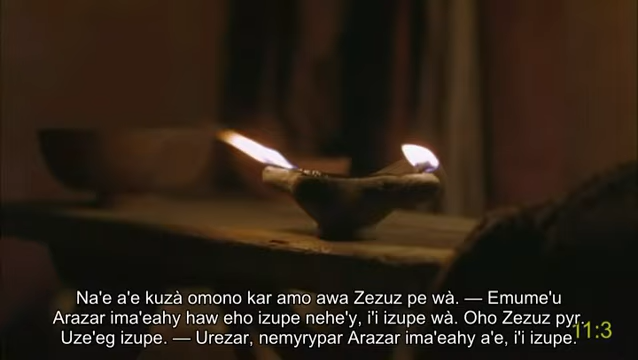 Na'e a'e kuzà omono kar amo awa Zezuz pe wà. — Emume'u
Arazar ima'eahy haw eho izupe nehe'y, i'i izupe wà. Oho Zezuz pyr.
Uze'eg izupe. — Urezar, nemyrypar Arazar ima'eahy a'e, i'i izupe.
11:3